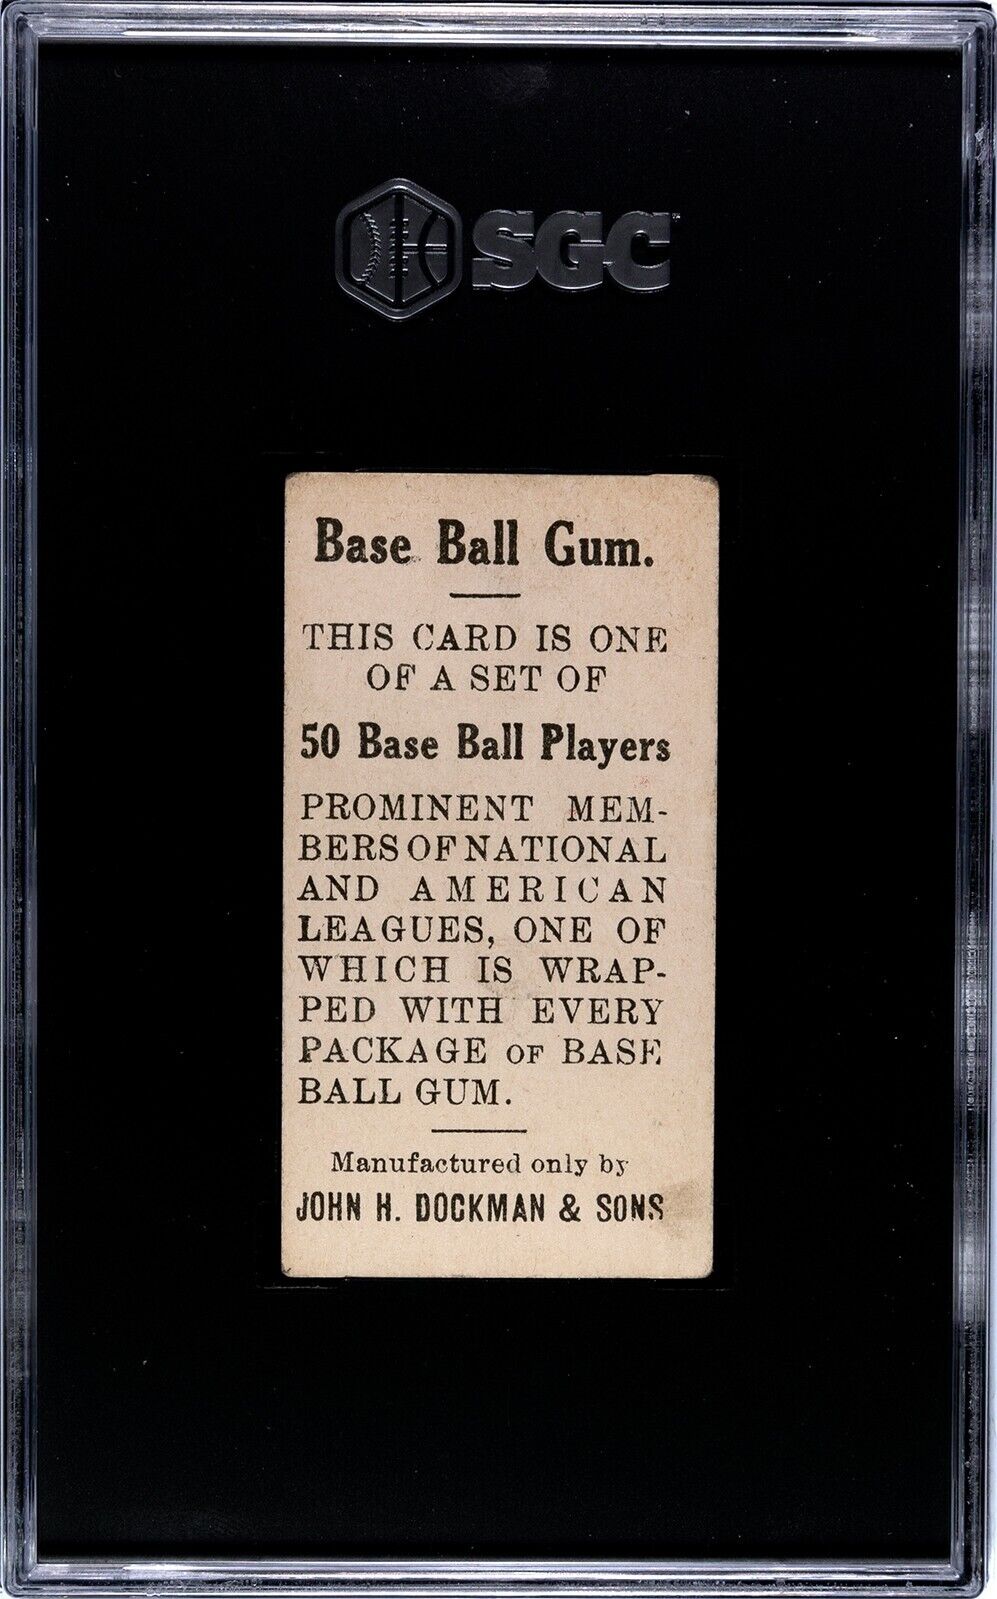 SGC
Base Ball Gum.
THIS CARD IS ONE
OF A SET OF
50 Base Ball Players
PROMINENT MEM-
BERS OF NATIONAL
AND AMERICAN
LEAGUES, ONE OF
WHICH IS WRAP-
PED WITH EVERY
PACKAGE OF BASE
BALL GUM.
Manufactured only by
JOHN H. DOCKMAN & SONS